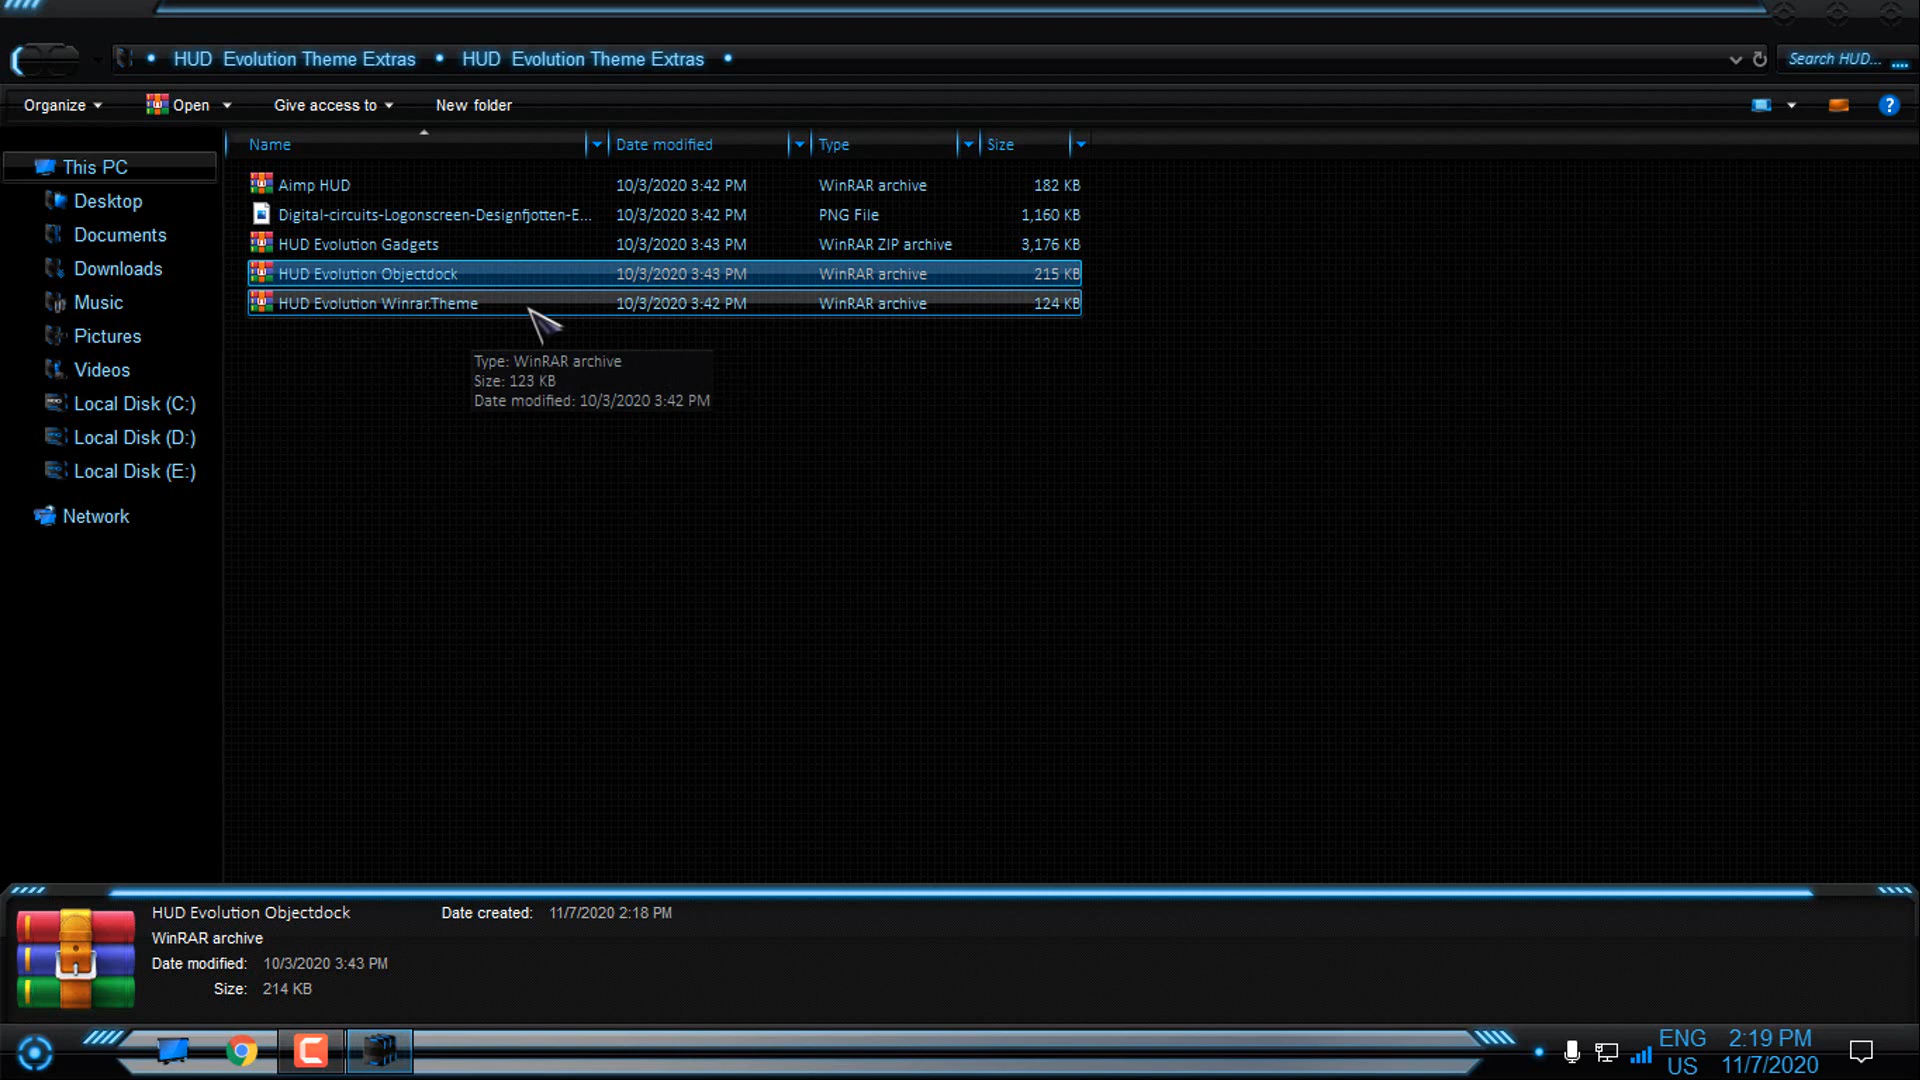 HUD Evolution Theme Extras • HUD Evolution Theme Extras • Search HUD...
Organize Open Give access to New folder
Name Date modified Type Size
This PC
Desktop
Documents
Downloads
Music
Pictures
Videos
Local Disk (C:)
Local Disk (D:)
Local Disk (E:)
Network
Aimp HUD 10/3/2020 3:42 PM WinRAR archive 182 KB
Digital-circuits-Logonscreen-Designfjotten-E... 10/3/2020 3:42 PM PNG File 1,160 KB
HUD Evolution Gadgets 10/3/2020 3:43 PM WinRAR ZIP archive 3,176 KB
HUD Evolution Objectdock 10/3/2020 3:43 PM WinRAR archive 215 KB
HUD Evolution Winrar.Theme 10/3/2020 3:42 PM WinRAR archive 124 KB
Type: WinRAR archive
Size: 123 KB
Date modified: 10/3/2020 3:42 PM
HUD Evolution Objectdock Date created: 11/7/2020 2:18 PM
WinRAR archive
Date modified: 10/3/2020 3:43 PM
Size: 214 KB
ENG 2:19 PM
US 11/7/2020